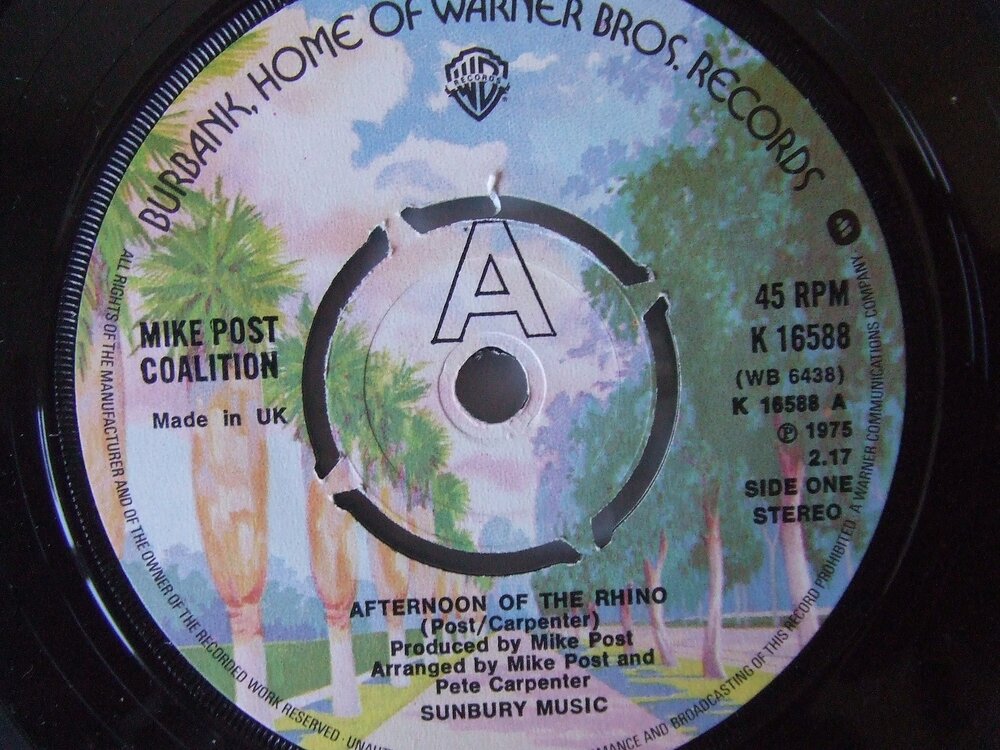 BURBANK, HOME OF WARNER BROS. RECORDS
RECORDS
A
MIKE POST
COALITION
Made in UK
45 RPM
K 16588
(WB 6438)
K 16588 A
℗ 1975
2.17
SIDE ONE
STEREO
AFTERNOON OF THE RHINO
(Post/Carpenter)
Produced by Mike Post
Arranged by Mike Post and
Pete Carpenter
SUNBURY MUSIC
ALL RIGHTS OF THE MANUFACTURER AND OF THE OWNER OF THE RECORDED WORK RESERVED · MANCE AND BROADCASTING OF THIS RECORD PROHIBITED. A WARNER COMMUNICATIONS COMPANY